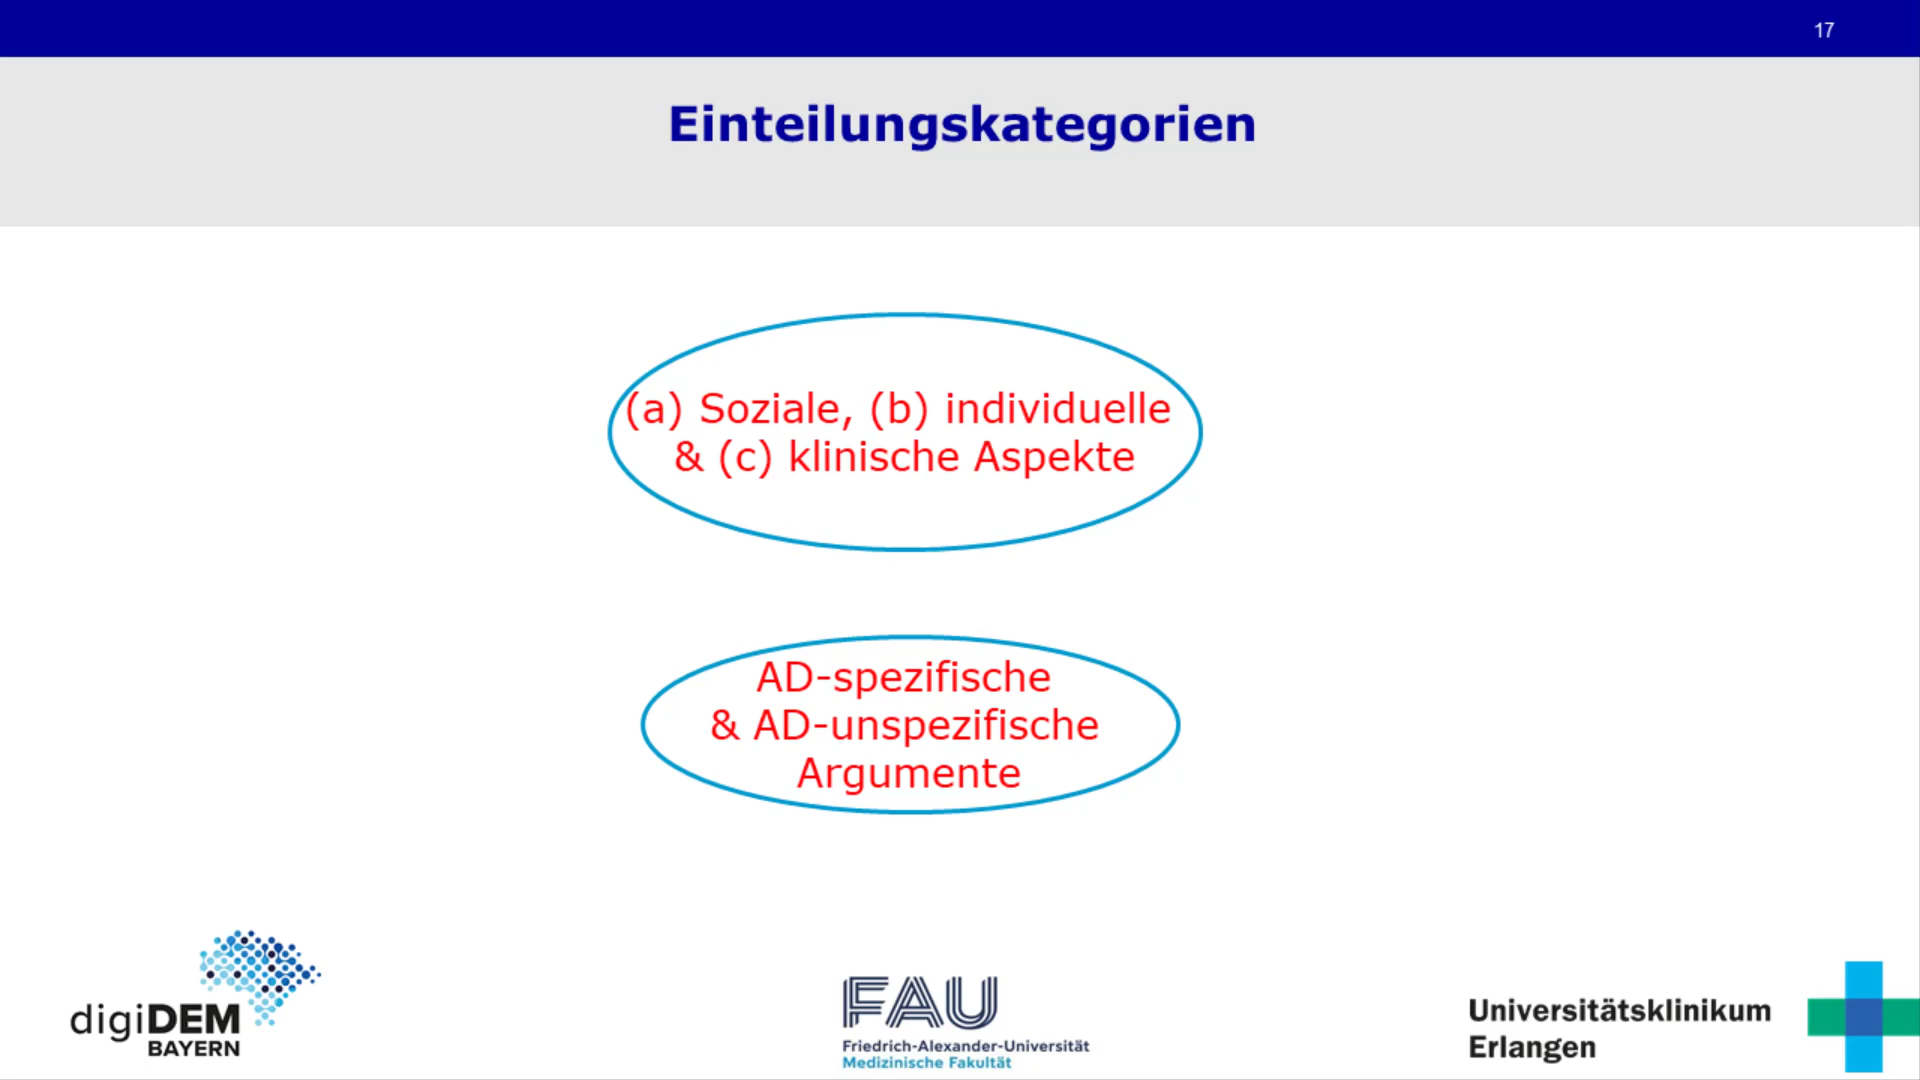 17
Einteilungskategorien
(a) Soziale, (b) individuelle
& (c) klinische Aspekte
AD-spezifische
& AD-unspezifische
Argumente
digiDEM
BAYERN
FAU
Friedrich-Alexander-Universität
Medizinische Fakultät
Universitätsklinikum
Erlangen